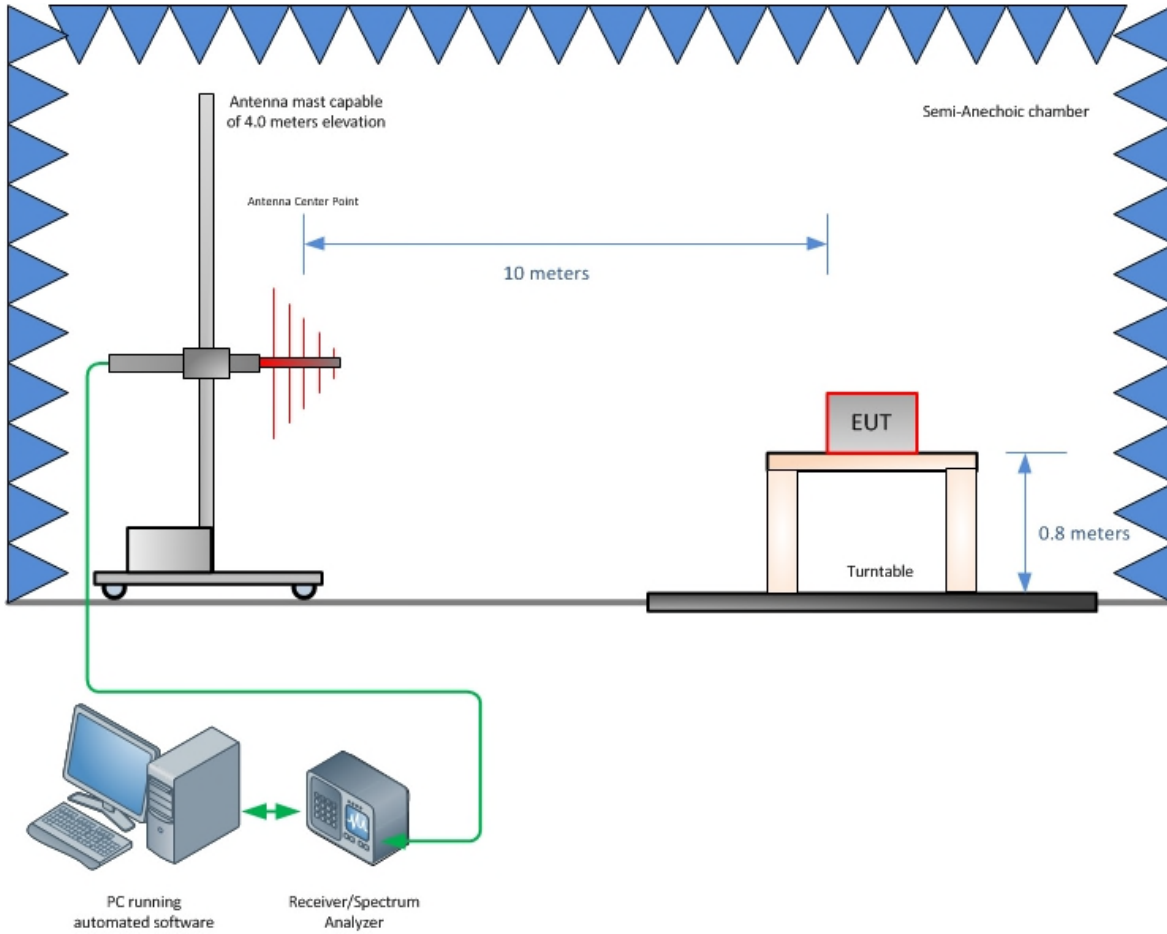 Antenna mast capable
of 4.0 meters elevation
Semi-Anechoic chamber
Antenna Center Point
10 meters
EUT
0.8 meters
Turntable
PC running
automated software
Receiver/Spectrum
Analyzer